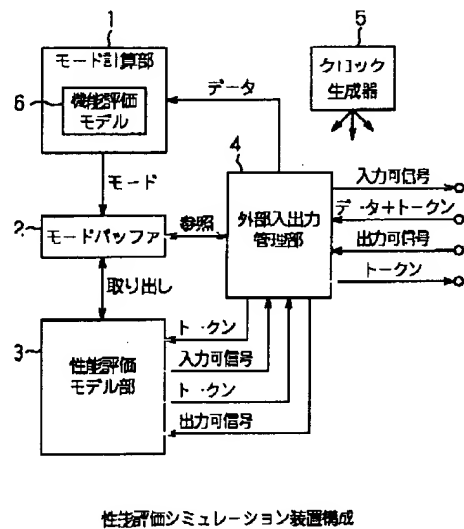 1
モード計算部
6
機能評価
モデル
データ
5
クロック
生成器
モード
4
外部入出力
管理部
入力可信号
データ+トークン
出力可信号
トークン
2
モードバッファ
参照
取り出し
3
性能評価
モデル部
トークン
入力可信号
トークン
出力可信号
性能評価シミュレーション装置構成